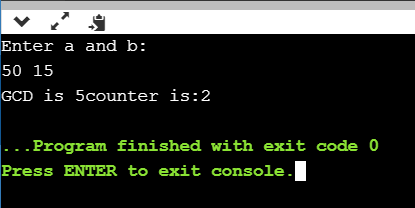 Enter a and b:
50 15
GCD is 5counter is:2
...Program finished with exit code 0
Press ENTER to exit console.